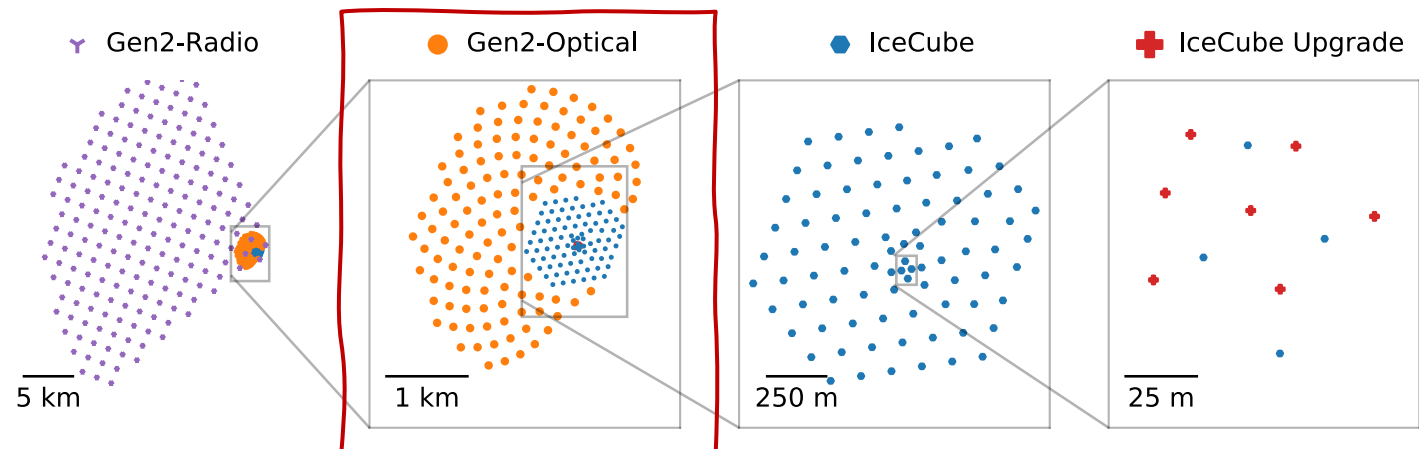 Gen2-Radio
Gen2-Optical
IceCube
IceCube Upgrade
5 km
1 km
250 m
25 m